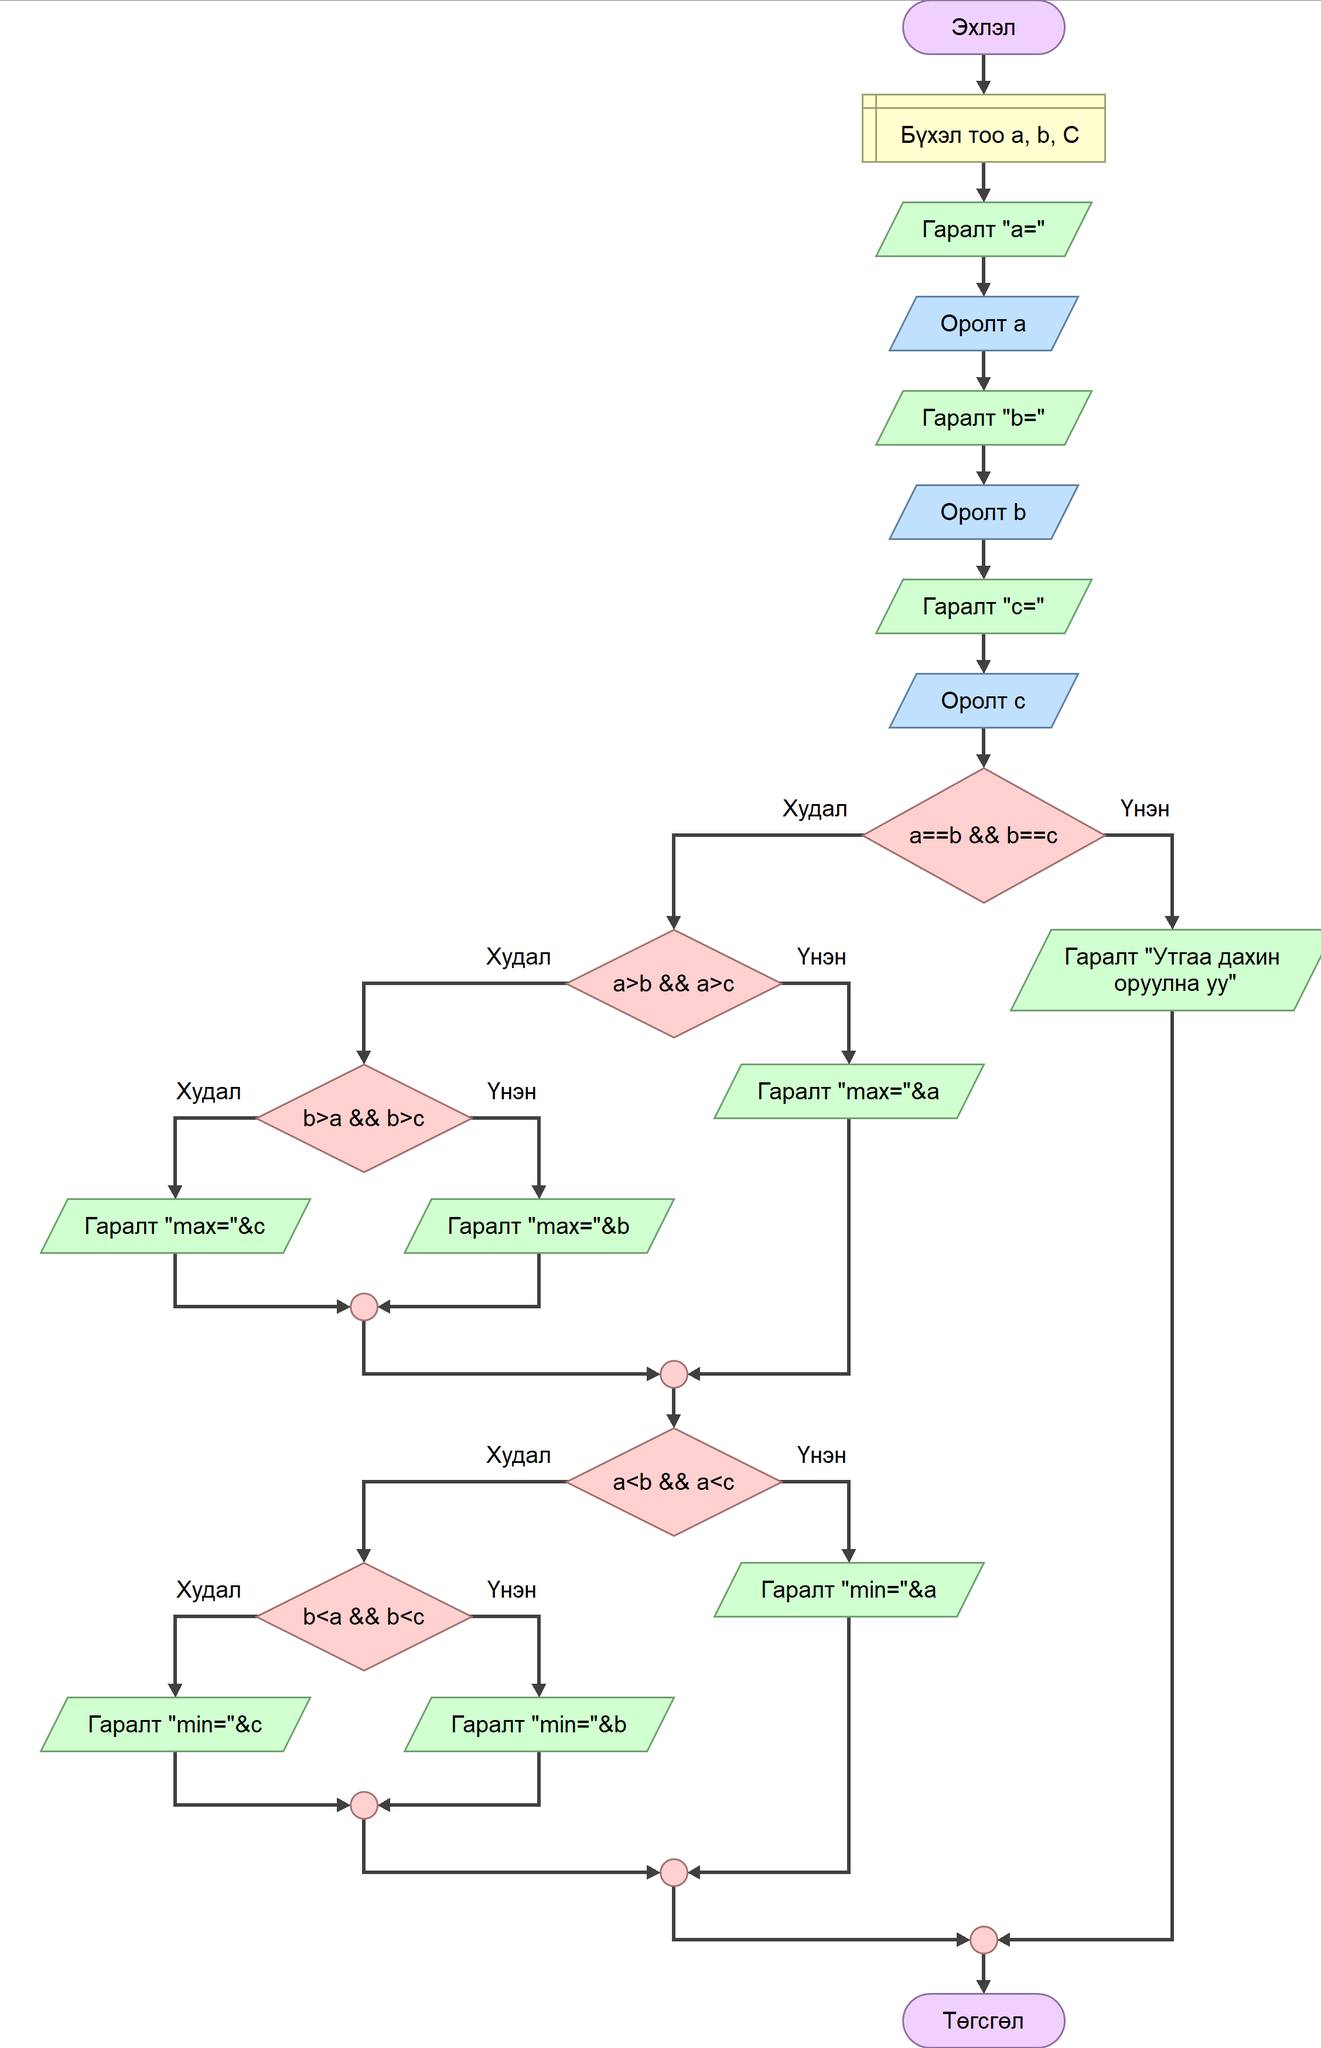 Эхлэл
Бүхэл тоо a, b, C
Гаралт "a="
Оролт a
Гаралт "b="
Оролт b
Гаралт "c="
Оролт c
Худал
Үнэн
a==b && b==c
Худал
Үнэн
a>b && a>c
Гаралт "Утгаа дахин
оруулна уу"
Худал
Үнэн
b>a && b>c
Гаралт "max="&a
Гаралт "max="&c
Гаралт "max="&b
Худал
Үнэн
a<b && a<c
Худал
Үнэн
b<a && b<c
Гаралт "min="&a
Гаралт "min="&c
Гаралт "min="&b
Төгсгөл